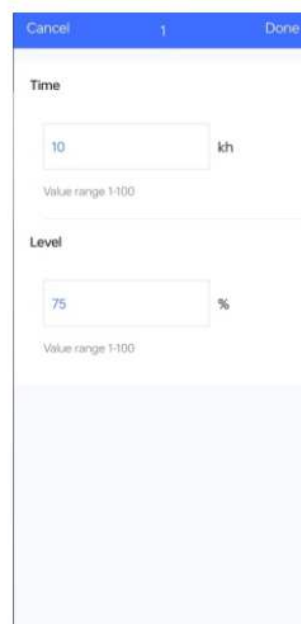 Cancel 1 Done
Time
10 kh
Value range 1-100
Level
75 %
Value range 1-100